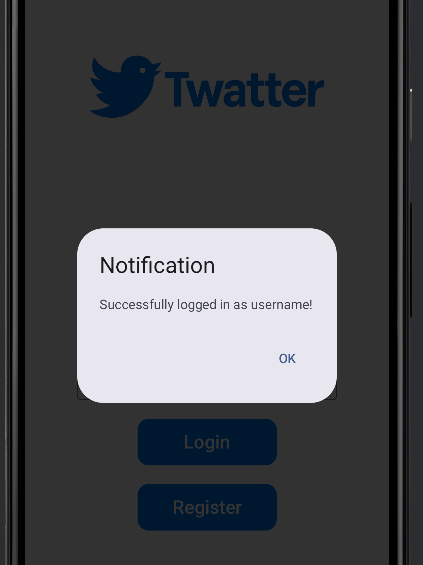 Twatter
Notification
Successfully logged in as username!
OK
Login
Register